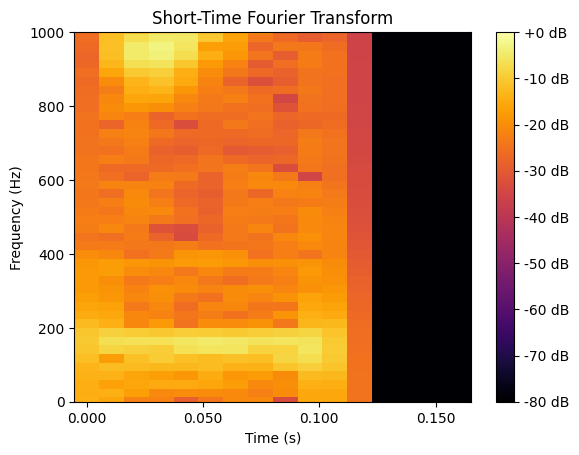 Short-Time Fourier Transform
1000
800
600
400
200
0
Frequency (Hz)
0.000
0.050
0.100
0.150
Time (s)
+0 dB
-10 dB
-20 dB
-30 dB
-40 dB
-50 dB
-60 dB
-70 dB
-80 dB